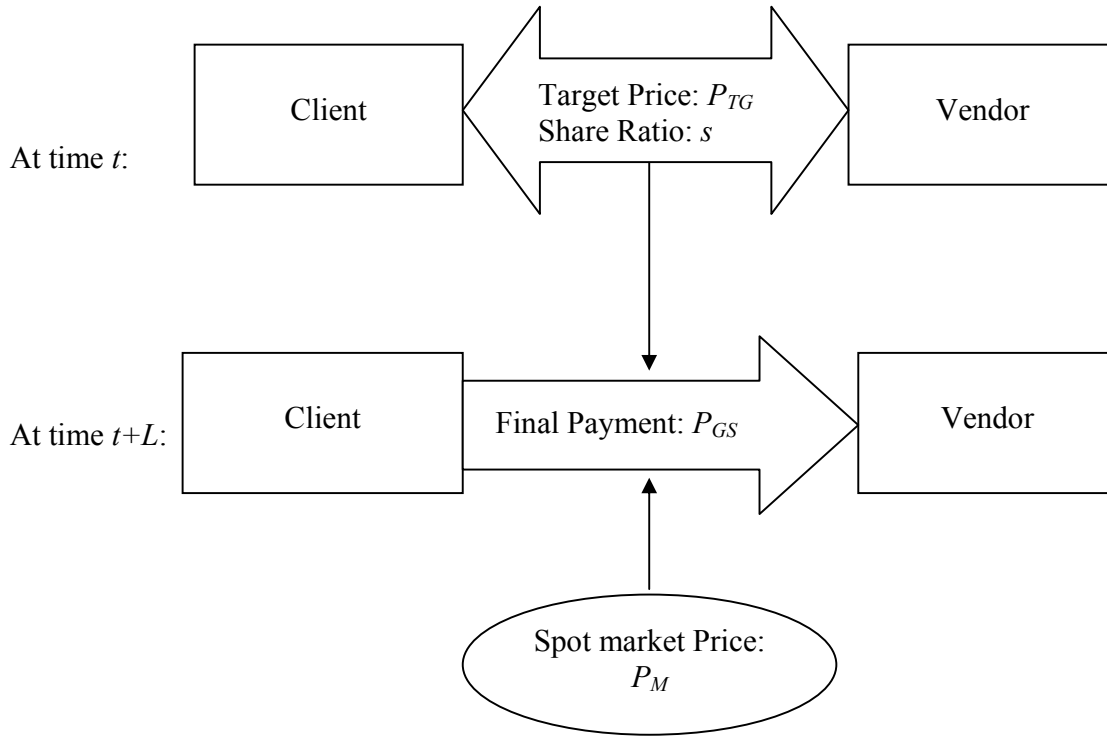 Client
Target Price: P_TG
Share Ratio: s
Vendor
At time t:
Client
Final Payment: P_GS
Vendor
At time t+L:
Spot market Price:
P_M